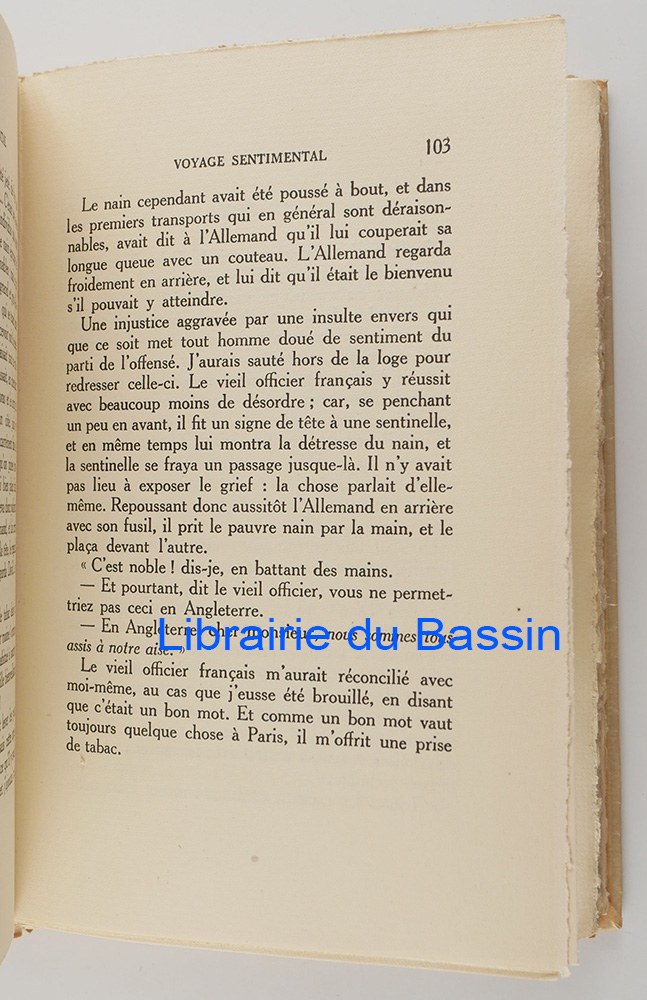 VOYAGE SENTIMENTAL 103
Le nain cependant avait été poussé à bout, et dans
les premiers transports qui en général sont déraison-
nables, avait dit à l'Allemand qu'il lui couperait sa
longue queue avec un couteau. L'Allemand regarda
froidement en arrière, et lui dit qu'il était le bienvenu
s'il pouvait y atteindre.
Une injustice aggravée par une insulte envers qui
que ce soit met tout homme doué de sentiment du
parti de l'offensé. J'aurais sauté hors de la loge pour
redresser celle-ci. Le vieil officier français y réussit
avec beaucoup moins de désordre ; car, se penchant
un peu en avant, il fit un signe de tête à une sentinelle,
et en même temps lui montra la détresse du nain, et
la sentinelle se fraya un passage jusque-là. Il n'y avait
pas lieu à exposer le grief : la chose parlait d'elle-
même. Repoussant donc aussitôt l'Allemand en arrière
avec son fusil, il prit le pauvre nain par la main, et le
plaça devant l'autre.
« C'est noble ! dis-je, en battant des mains.
— Et pourtant, dit le vieil officier, vous ne permet-
triez pas ceci en Angleterre.
— En Angleterre, cher monsieur, nous sommes tous
assis à notre aise. »
Librairie du Bassin
Le vieil officier français m'aurait réconcilié avec
moi-même, au cas que j'eusse été brouillé, en disant
que c'était un bon mot. Et comme un bon mot vaut
toujours quelque chose à Paris, il m'offrit une prise
de tabac.